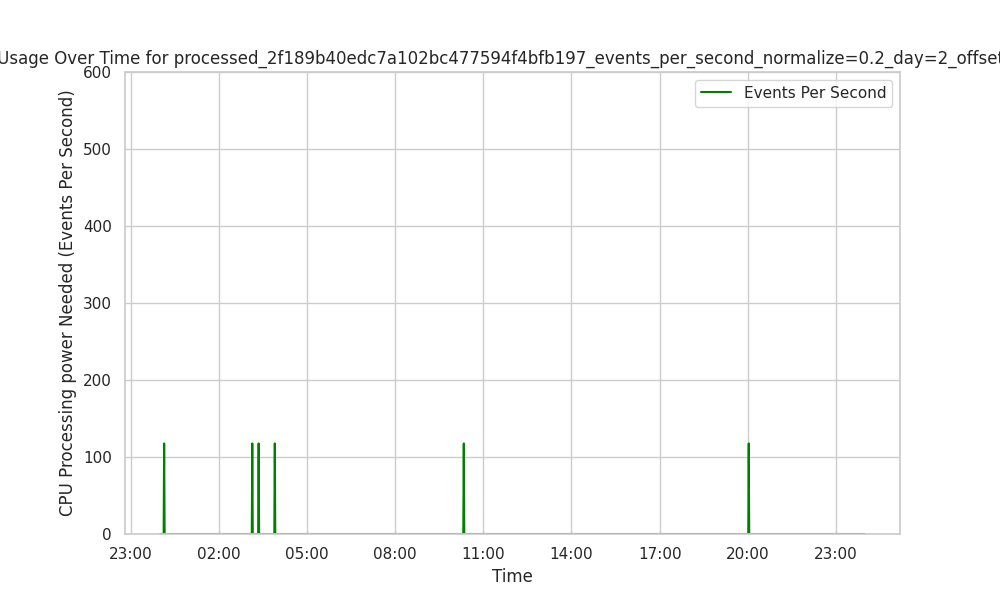 Usage Over Time for processed_2f189b40edc7a102bc477594f4bfb197_events_per_second_normalize=0.2_day=2_offset
Events Per Second
CPU Processing power Needed (Events Per Second)
600
500
400
300
200
100
0
23:00 02:00 05:00 08:00 11:00 14:00 17:00 20:00 23:00
Time